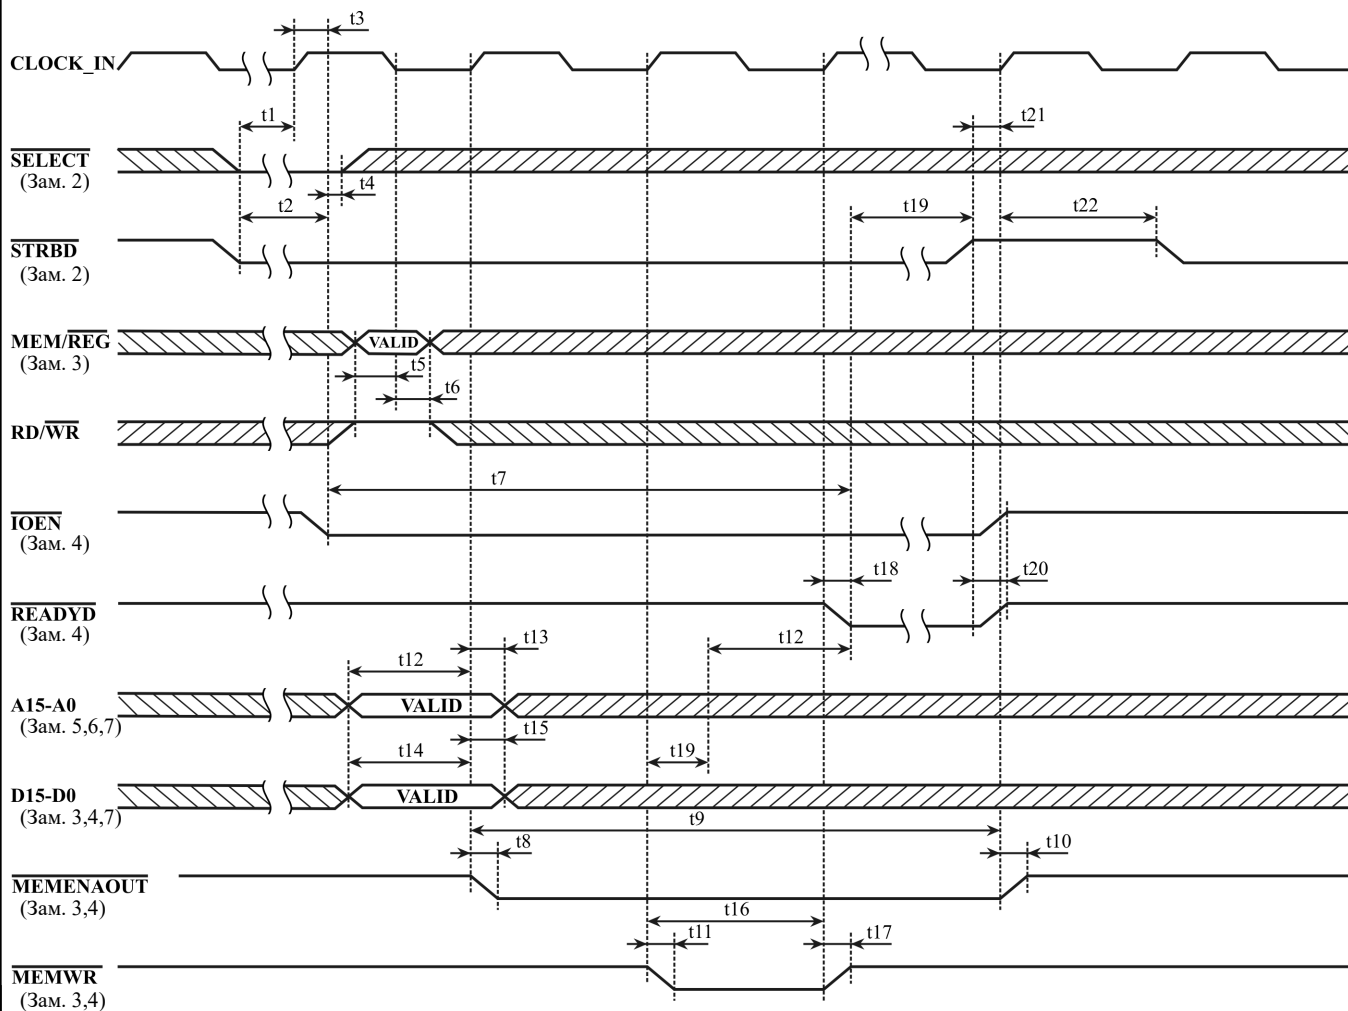 t3
CLOCK_IN
t1
t21
SELECT
(Зам. 2)
t4
t2
t19
t22
STRBD
(Зам. 2)
MEM/REG
VALID
(Зам. 3)
t5
t6
RD/WR
t7
IOEN
(Зам. 4)
t18
t20
READYD
(Зам. 4)
t13
t12
t12
A15-A0
VALID
(Зам. 5,6,7)
t15
t14
t19
D15-D0
VALID
(Зам. 3,4,7)
t9
t8
t10
MEMENAOUT
(Зам. 3,4)
t16
t11
t17
MEMWR
(Зам. 3,4)